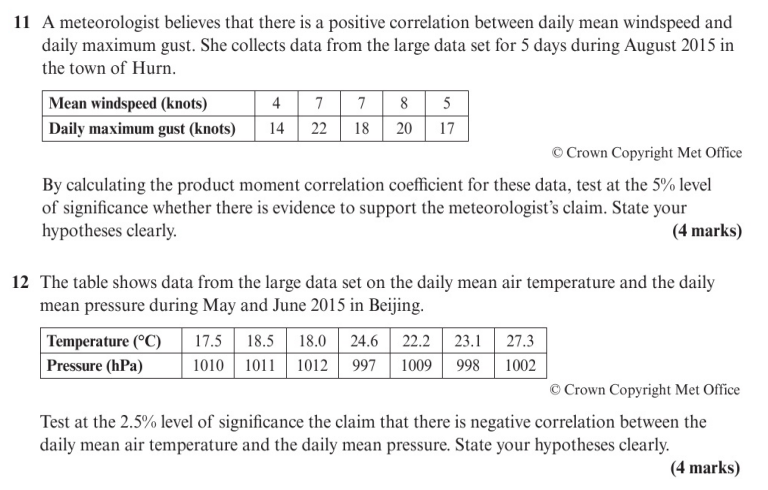 11 A meteorologist believes that there is a positive correlation between daily mean windspeed and
daily maximum gust. She collects data from the large data set for 5 days during August 2015 in
the town of Hurn.
Mean windspeed (knots) 4 7 7 8 5
Daily maximum gust (knots) 14 22 18 20 17
© Crown Copyright Met Office
By calculating the product moment correlation coefficient for these data, test at the 5% level
of significance whether there is evidence to support the meteorologist’s claim. State your
hypotheses clearly. (4 marks)
12 The table shows data from the large data set on the daily mean air temperature and the daily
mean pressure during May and June 2015 in Beijing.
Temperature (°C) 17.5 18.5 18.0 24.6 22.2 23.1 27.3
Pressure (hPa) 1010 1011 1012 997 1009 998 1002
© Crown Copyright Met Office
Test at the 2.5% level of significance the claim that there is negative correlation between the
daily mean air temperature and the daily mean pressure. State your hypotheses clearly.
(4 marks)